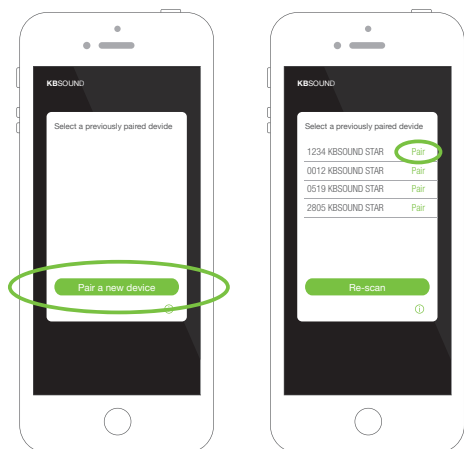 KBSOUND
Select a previously paired devide
Pair a new device
KBSOUND
Select a previously paired devide
1234 KBSOUND STAR Pair
0012 KBSOUND STAR Pair
0519 KBSOUND STAR Pair
2805 KBSOUND STAR Pair
Re-scan